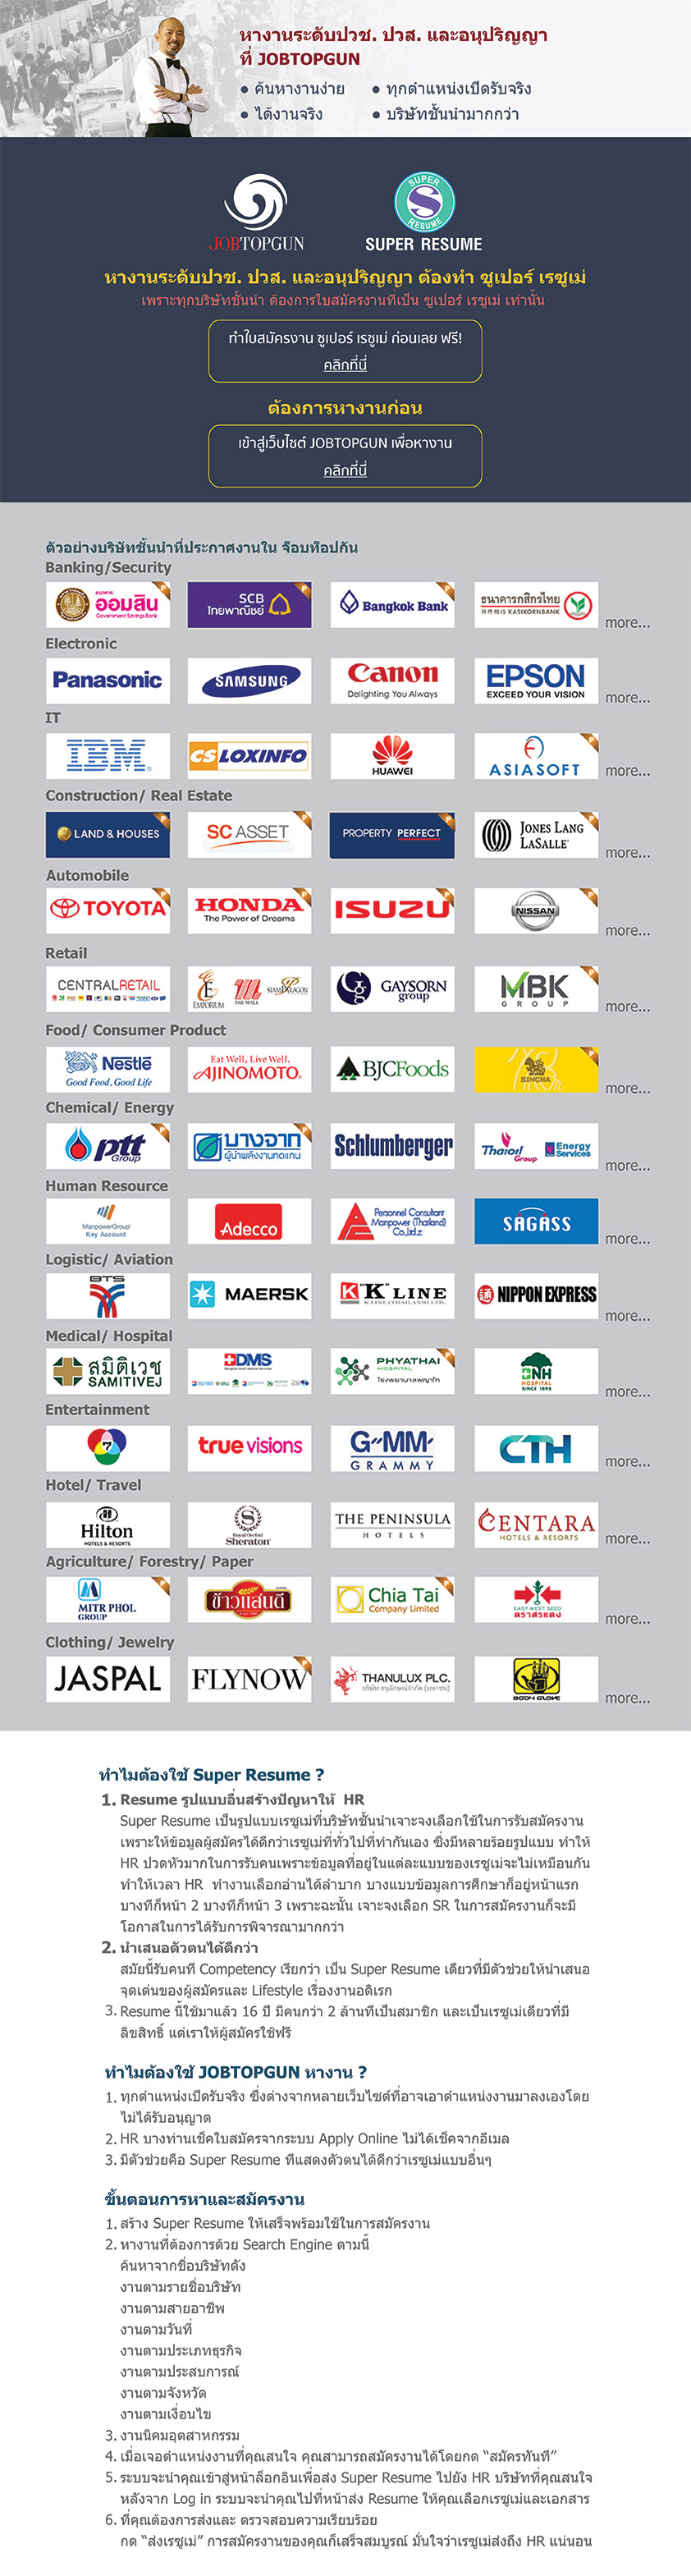 หางานระดับปวช. ปวส. และอนุปริญญา
ที่ JOBTOPGUN
• ค้นหางานง่าย • ทุกตำแหน่งเปิดรับจริง
• ได้งานจริง • บริษัทชั้นนำมากกว่า
SUPER
S
RESUME
JOBTOPGUN SUPER RESUME
หางานระดับปวช. ปวส. และอนุปริญญา ต้องทำ ซูเปอร์ เรซูเม่
เพราะทุกบริษัทชั้นนำ ต้องการใบสมัครงานที่เป็น ซูเปอร์ เรซูเม่ เท่านั้น
ทำใบสมัครงาน ซูเปอร์ เรซูเม่ ก่อนเลย ฟรี!
คลิกที่นี่
ต้องการหางานก่อน
เข้าสู่เว็บไซต์ JOBTOPGUN เพื่อหางาน
คลิกที่นี่
ตัวอย่างบริษัทชั้นนำที่ประกาศงานใน จ๊อบท็อปกัน
Banking/Security
ธนาคาร ออมสิน Government Savings Bank
SCB ไทยพาณิชย์
Bangkok Bank
ธนาคารกสิกรไทย KASIKORNBANK
more...
Electronic
Panasonic
SAMSUNG
Canon Delighting You Always
EPSON EXCEED YOUR VISION
more...
IT
IBM
CS LOXINFO
HUAWEI
ASIASOFT
more...
Construction/ Real Estate
LAND & HOUSES
SC ASSET
PROPERTY PERFECT
JONES LANG LASALLE
more...
Automobile
TOYOTA
HONDA The Power of Dreams
ISUZU
NISSAN
more...
Retail
CENTRALRETAIL
EMPORIUM THE MALL SIAM PARAGON
GAYSORN group
MBK GROUP
more...
Food/ Consumer Product
Nestlé Good Food, Good Life
Eat Well, Live Well. AJINOMOTO
BJCFoods
SINGHA
more...
Chemical/ Energy
ptt Group
บางจาก ผู้นำพลังงานทดแทน
Schlumberger
Thaioil Group Energy Services
more...
Human Resource
ManpowerGroup Key Account
Adecco
Personnel Consultant Manpower (Thailand) Co.,Ltd.
SAGASS
more...
Logistic/ Aviation
BTS
MAERSK
K "K" LINE K LINE (THAILAND) LTD.
NIPPON EXPRESS
more...
Medical/ Hospital
สมิติเวช SAMITIVEJ
BDMS
PHYATHAI HOSPITAL โรงพยาบาลพญาไท
BNH HOSPITAL SINCE 1898
more...
Entertainment
7
truevisions
GMM GRAMMY
CTH
more...
Hotel/ Travel
Hilton HOTELS & RESORTS
Royal Orchid Sheraton
THE PENINSULA HOTELS
CENTARA HOTELS & RESORTS
more...
Agriculture/ Forestry/ Paper
MITR PHOL GROUP
ข้าวแสนดี
Chia Tai Company Limited
EAST-WEST SEED ตราศรแดง
more...
Clothing/ Jewelry
JASPAL
FLYNOW
THANULUX PLC. บริษัท ธนูลักษณ์จำกัด (มหาชน)
BODY GLOVE
more...
ทำไมต้องใช้ Super Resume ?
1. Resume รูปแบบอื่นสร้างปัญหาให้ HR
Super Resume เป็นรูปแบบเรซูเม่ที่บริษัทชั้นนำเจาะจงเลือกใช้ในการรับสมัครงาน
เพราะให้ข้อมูลผู้สมัครได้ดีกว่าเรซูเม่ที่ทั่วไปที่ทำกันเอง ซึ่งมีหลายร้อยรูปแบบ ทำให้
HR ปวดหัวมากในการรับคนเพราะข้อมูลที่อยู่ในแต่ละแบบของเรซูเม่จะไม่เหมือนกัน
ทำให้เวลา HR ทำงานเลือกอ่านได้ลำบาก บางแบบข้อมูลการศึกษาก็อยู่หน้าแรก
บางทีก็หน้า 2 บางทีก็หน้า 3 เพราะฉะนั้น เจาะจงเลือก SR ในการสมัครงานก็จะมี
โอกาสในการได้รับการพิจารณามากกว่า
2. นำเสนอตัวตนได้ดีกว่า
สมัยนี้รับคนที่ Competency เรียกว่า เป็น Super Resume เดียวที่มีตัวช่วยให้นำเสนอ
จุดเด่นของผู้สมัครและ Lifestyle เรื่องงานอดิเรก
3. Resume นี้ใช้มาแล้ว 16 ปี มีคนกว่า 2 ล้านที่เป็นสมาชิก และเป็นเรซูเม่เดียวที่มี
ลิขสิทธิ์ แต่เราให้ผู้สมัครใช้ฟรี
ทำไมต้องใช้ JOBTOPGUN หางาน ?
1. ทุกตำแหน่งเปิดรับจริง ซึ่งต่างจากหลายเว็บไซต์ที่อาจเอาตำแหน่งงานมาลงเองโดย
ไม่ได้รับอนุญาต
2. HR บางท่านเช็คใบสมัครจากระบบ Apply Online ไม่ได้เช็คจากอีเมล
3. มีตัวช่วยคือ Super Resume ที่แสดงตัวตนได้ดีกว่าเรซูเม่แบบอื่นๆ
ขั้นตอนการหาและสมัครงาน
1. สร้าง Super Resume ให้เสร็จพร้อมใช้ในการสมัครงาน
2. หางานที่ต้องการด้วย Search Engine ตามนี้
ค้นหาจากชื่อบริษัทดัง
งานตามรายชื่อบริษัท
งานตามสายอาชีพ
งานตามวันที่
งานตามประเภทธุรกิจ
งานตามประสบการณ์
งานตามจังหวัด
งานตามเงื่อนไข
3. งานนิคมอุตสาหกรรม
4. เมื่อเจอตำแหน่งงานที่คุณสนใจ คุณสามารถสมัครงานได้โดยกด “สมัครทันที”
5. ระบบจะนำคุณเข้าสู่หน้าล็อกอินเพื่อส่ง Super Resume ไปยัง HR บริษัทที่คุณสนใจ
หลังจาก Log in ระบบจะนำคุณไปที่หน้าส่ง Resume ให้คุณเลือกเรซูเม่และเอกสาร
6. ที่คุณต้องการส่งและ ตรวจสอบความเรียบร้อย
กด “ส่งเรซูเม่” การสมัครงานของคุณก็เสร็จสมบูรณ์ มั่นใจว่าเรซูเม่ส่งถึง HR แน่นอน